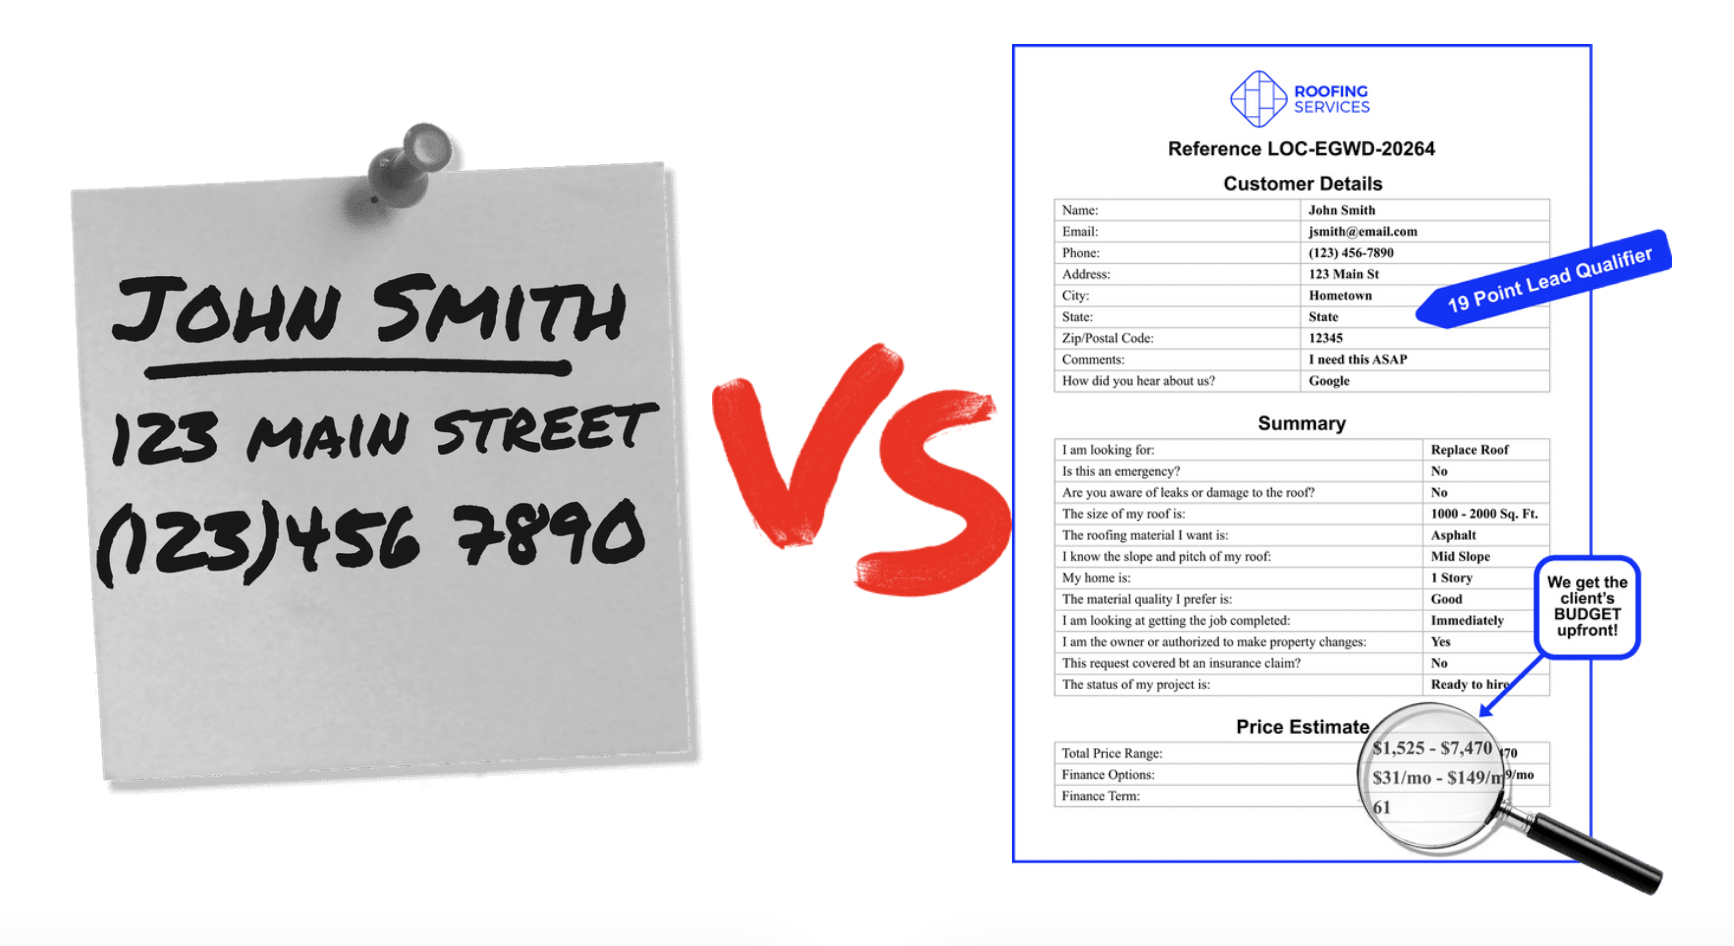 JOHN SMITH
123 MAIN STREET
(123)456 7890
VS
ROOFING
SERVICES
Reference LOC-EGWD-20264
Customer Details
Name: John Smith
Email: jsmith@email.com
Phone: (123) 456-7890
Address: 123 Main St
City: Hometown
State: State
Zip/Postal Code: 12345
Comments: I need this ASAP
How did you hear about us? Google
19 Point Lead Qualifier
Summary
I am looking for: Replace Roof
Is this an emergency? No
Are you aware of leaks or damage to the roof? No
The size of my roof is: 1000 - 2000 Sq. Ft.
The roofing material I want is: Asphalt
I know the slope and pitch of my roof: Mid Slope
My home is: 1 Story
The material quality I prefer is: Good
I am looking at getting the job completed: Immediately
I am the owner or authorized to make property changes: Yes
This request covered bt an insurance claim? No
The status of my project is: Ready to hire
We get the
client's
BUDGET
upfront!
Price Estimate
Total Price Range: $1,525 - $7,470
Finance Options: $31/mo - $149/mo
Finance Term: 61